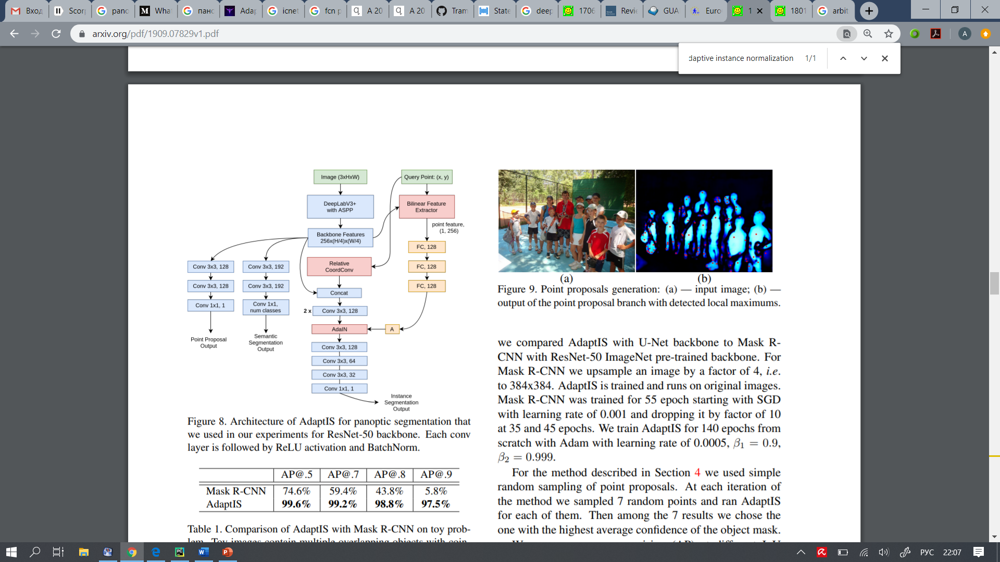 Вход
Scorp
pano
What
панс
Adap
icnet
fcn p
A 20
A 20
Tram
State
deep
1706
Revie
GUA
Euro
1
1801
arbit
arxiv.org/pdf/1909.07829v1.pdf
A
daptive instance normalization 1/1
Image (3xHxW)
Query Point: (x, y)
DeepLabV3+
with ASPP
Bilinear Feature
Extractor
point feature,
(1, 256)
Backbone Features
256x(H/4)x(W/4)
FC, 128
Relative
CoordConv
Conv 3x3, 128
Conv 3x3, 192
FC, 128
Conv 3x3, 128
Conv 3x3, 192
FC, 128
Concat
Conv 1x1, 1
Conv 1x1,
num classes
2 x Conv 3x3, 128
AdaIN
A
Point Proposal
Output
Semantic
Segmentation
Output
Conv 3x3, 128
Conv 3x3, 64
Conv 3x3, 32
Conv 1x1, 1
Instance
Segmentation
Output
Figure 8. Architecture of AdaptIS for panoptic segmentation that
we used in our experiments for ResNet-50 backbone. Each conv
layer is followed by ReLU activation and BatchNorm.
AP@.5 AP@.7 AP@.8 AP@.9
Mask R-CNN 74.6% 59.4% 43.8% 5.8%
AdaptIS 99.6% 99.2% 98.8% 97.5%
Table 1. Comparison of AdaptIS with Mask R-CNN on toy prob-
lem. Toy images contain multiple overlapping objects with coin-
(a) (b)
Figure 9. Point proposals generation: (a) — input image; (b) —
output of the point proposal branch with detected local maximums.
we compared AdaptIS with U-Net backbone to Mask R-
CNN with ResNet-50 ImageNet pre-trained backbone. For
Mask R-CNN we upsample an image by a factor of 4, i.e.
to 384x384. AdaptIS is trained and runs on original images.
Mask R-CNN was trained for 55 epoch starting with SGD
with learning rate of 0.001 and dropping it by factor of 10
at 35 and 45 epochs. We train AdaptIS for 140 epochs from
scratch with Adam with learning rate of 0.0005, β₁ = 0.9,
β₂ = 0.999.
For the method described in Section 4 we used simple
random sampling of point proposals. At each iteration of
the method we sampled 7 random points and ran AdaptIS
for each of them. Then among the 7 results we chose the
one with the highest average confidence of the object mask.
РУС
22:07